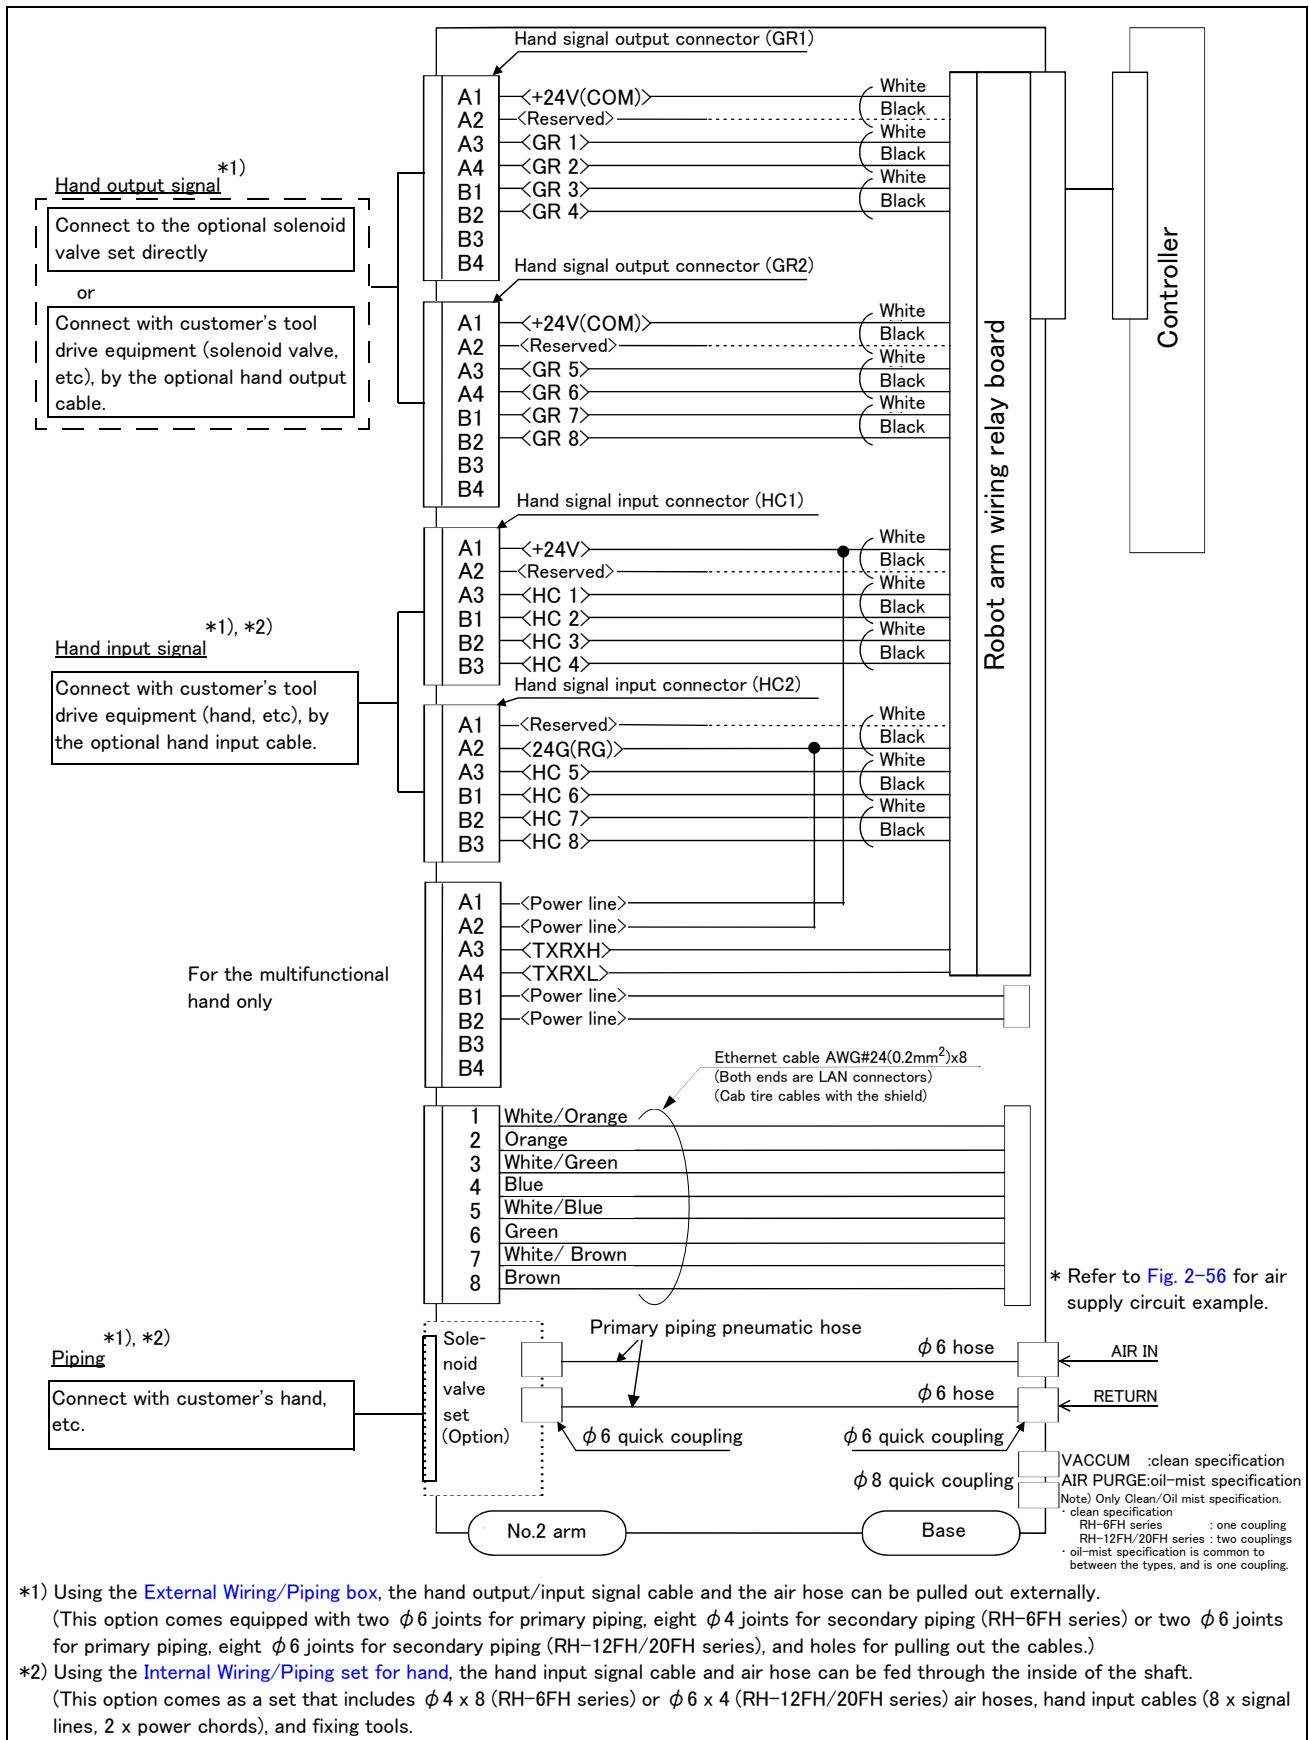 Hand signal output connector (GR1)
A1 <+24V(COM)> White
A2 <Reserved> Black
A3 <GR 1> White
A4 <GR 2> Black
B1 <GR 3> White
B2 <GR 4> Black
B3
B4
*1)
Hand output signal
Connect to the optional solenoid
valve set directly
or
Connect with customer's tool
drive equipment (solenoid valve,
etc), by the optional hand output
cable.
Hand signal output connector (GR2)
A1 <+24V(COM)> White
A2 <Reserved> Black
A3 <GR 5> White
A4 <GR 6> Black
B1 <GR 7> White
B2 <GR 8> Black
B3
B4
Robot arm wiring relay board
Controller
Hand signal input connector (HC1)
A1 <+24V> White
A2 <Reserved> Black
A3 <HC 1> White
B1 <HC 2> Black
B2 <HC 3> White
B3 <HC 4> Black
*1), *2)
Hand input signal
Connect with customer's tool
drive equipment (hand, etc), by
the optional hand input cable.
Hand signal input connector (HC2)
A1 <Reserved> White
A2 <24G(RG)> Black
A3 <HC 5> White
B1 <HC 6> Black
B2 <HC 7> White
B3 <HC 8> Black
For the multifunctional
hand only
A1 <Power line>
A2 <Power line>
A3 <TXRXH>
A4 <TXRXL>
B1 <Power line>
B2 <Power line>
B3
B4
Ethernet cable AWG#24(0.2mm2)x8
(Both ends are LAN connectors)
(Cab tire cables with the shield)
1 White/Orange
2 Orange
3 White/Green
4 Blue
5 White/Blue
6 Green
7 White/ Brown
8 Brown
* Refer to Fig. 2-56 for air
supply circuit example.
*1), *2)
Piping
Connect with customer's hand,
etc.
Sole-
noid
valve
set
(Option)
Primary piping pneumatic hose
φ6 hose
AIR IN
φ6 hose
RETURN
φ6 quick coupling
φ6 quick coupling
φ8 quick coupling
VACCUM :clean specification
AIR PURGE:oil-mist specification
Note) Only Clean/Oil mist specification.
・clean specification
RH-6FH series : one coupling
RH-12FH/20FH series : two couplings
・oil-mist specification is common to
between the types, and is one coupling.
No.2 arm
Base
*1) Using the External Wiring/Piping box, the hand output/input signal cable and the air hose can be pulled out externally.
(This option comes equipped with two φ6 joints for primary piping, eight φ4 joints for secondary piping (RH-6FH series) or two φ6 joints
for primary piping, eight φ6 joints for secondary piping (RH-12FH/20FH series), and holes for pulling out the cables.)
*2) Using the Internal Wiring/Piping set for hand, the hand input signal cable and air hose can be fed through the inside of the shaft.
(This option comes as a set that includes φ4 x 8 (RH-6FH series) or φ6 x 4 (RH-12FH/20FH series) air hoses, hand input cables (8 x signal
lines, 2 x power chords), and fixing tools.